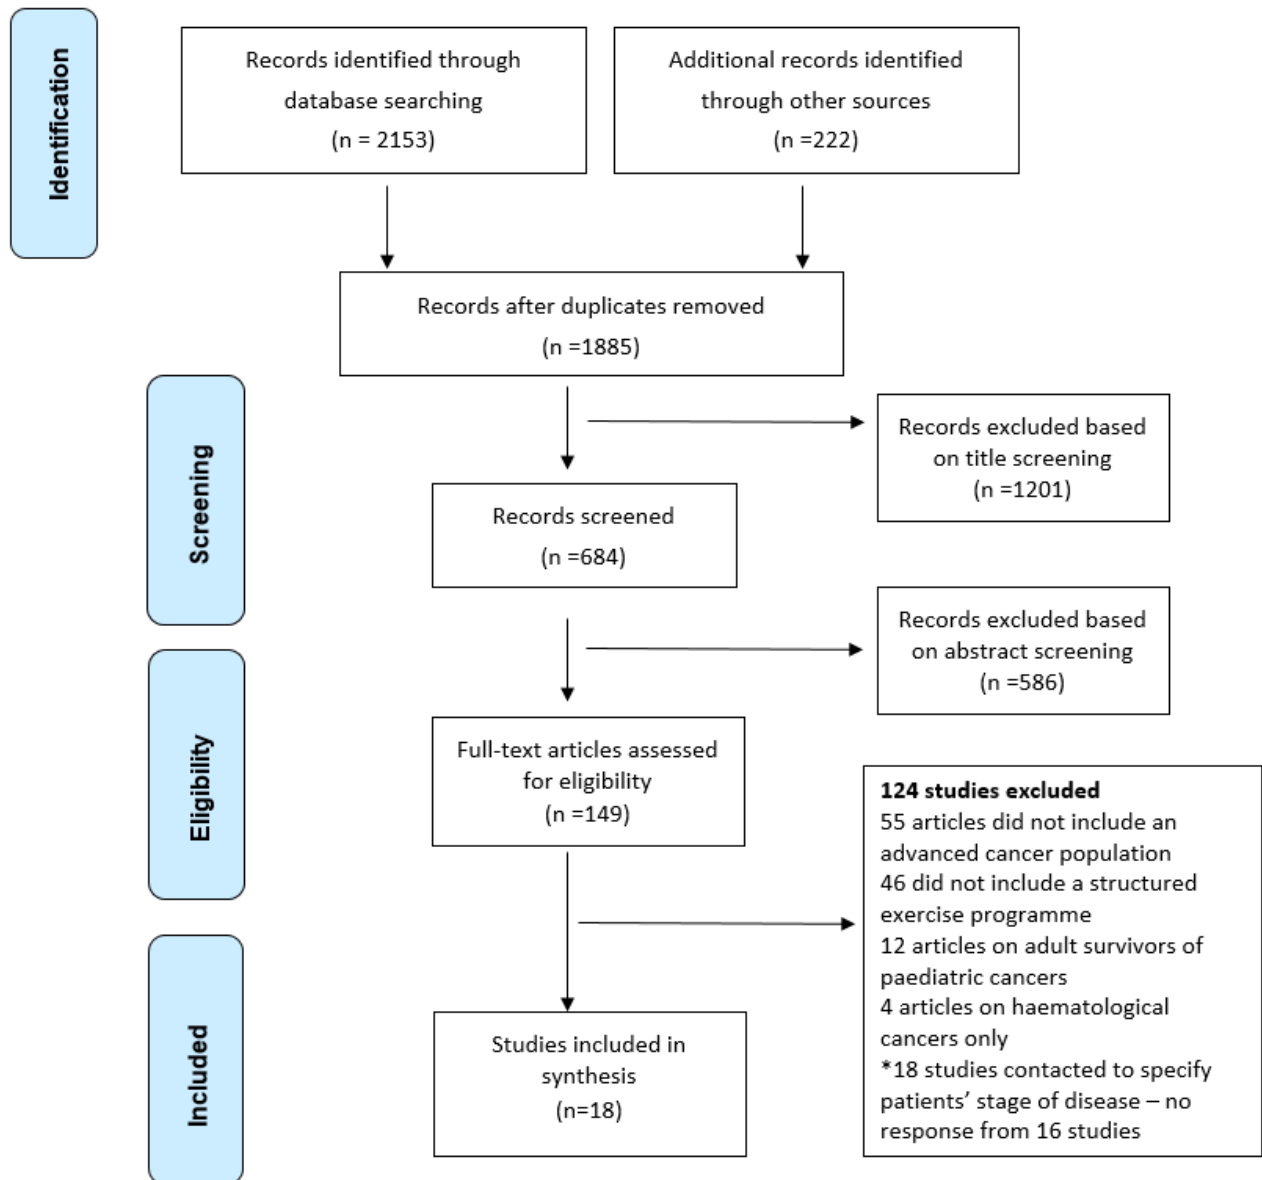 Identification
Records identified through
database searching
(n = 2153)
Additional records identified
through other sources
(n =222)
Records after duplicates removed
(n =1885)
Screening
Records excluded based
on title screening
(n =1201)
Records screened
(n =684)
Records excluded based
on abstract screening
(n =586)
Eligibility
Full-text articles assessed
for eligibility
(n =149)
124 studies excluded
55 articles did not include an
advanced cancer population
46 did not include a structured
exercise programme
12 articles on adult survivors of
paediatric cancers
4 articles on haematological
cancers only
*18 studies contacted to specify
patients’ stage of disease – no
response from 16 studies
Included
Studies included in
synthesis
(n=18)